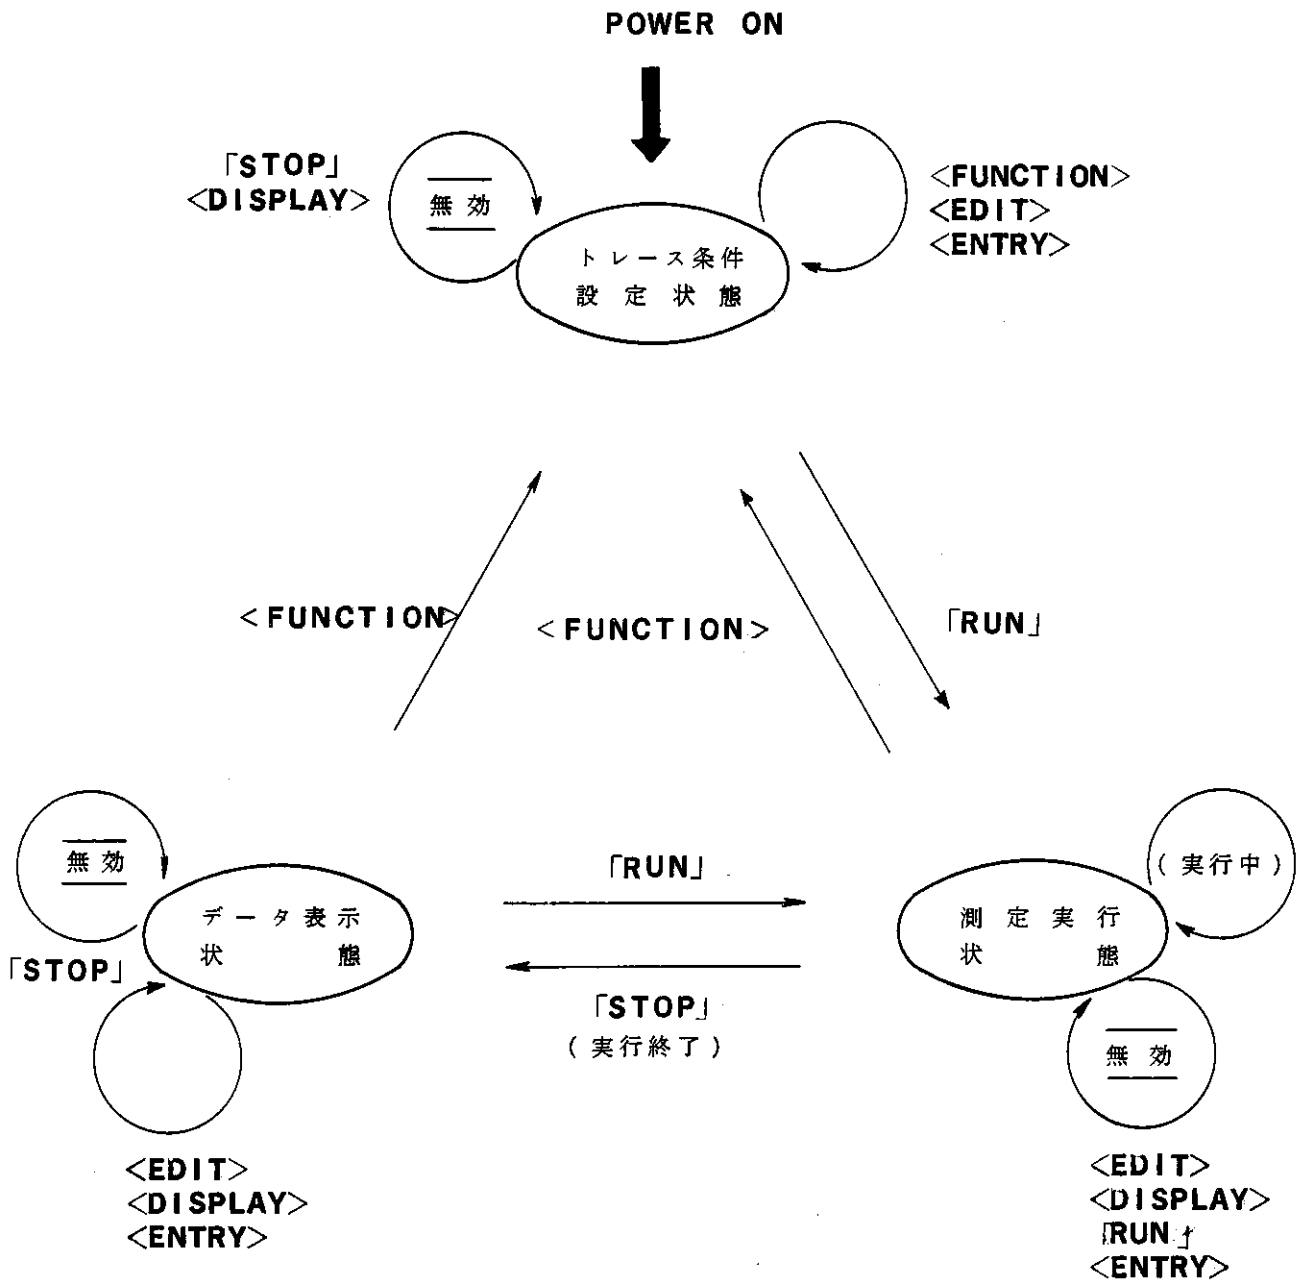 POWER ON
「STOP」
<DISPLAY>
無効
<FUNCTION>
<EDIT>
<ENTRY>
トレース条件
設定状態
<FUNCTION>
<FUNCTION>
「RUN」
無効
データ表示
状態
「STOP」
<EDIT>
<DISPLAY>
<ENTRY>
「RUN」
「STOP」
(実行終了)
(実行中)
測定実行
状態
無効
<EDIT>
<DISPLAY>
「RUN」
<ENTRY>